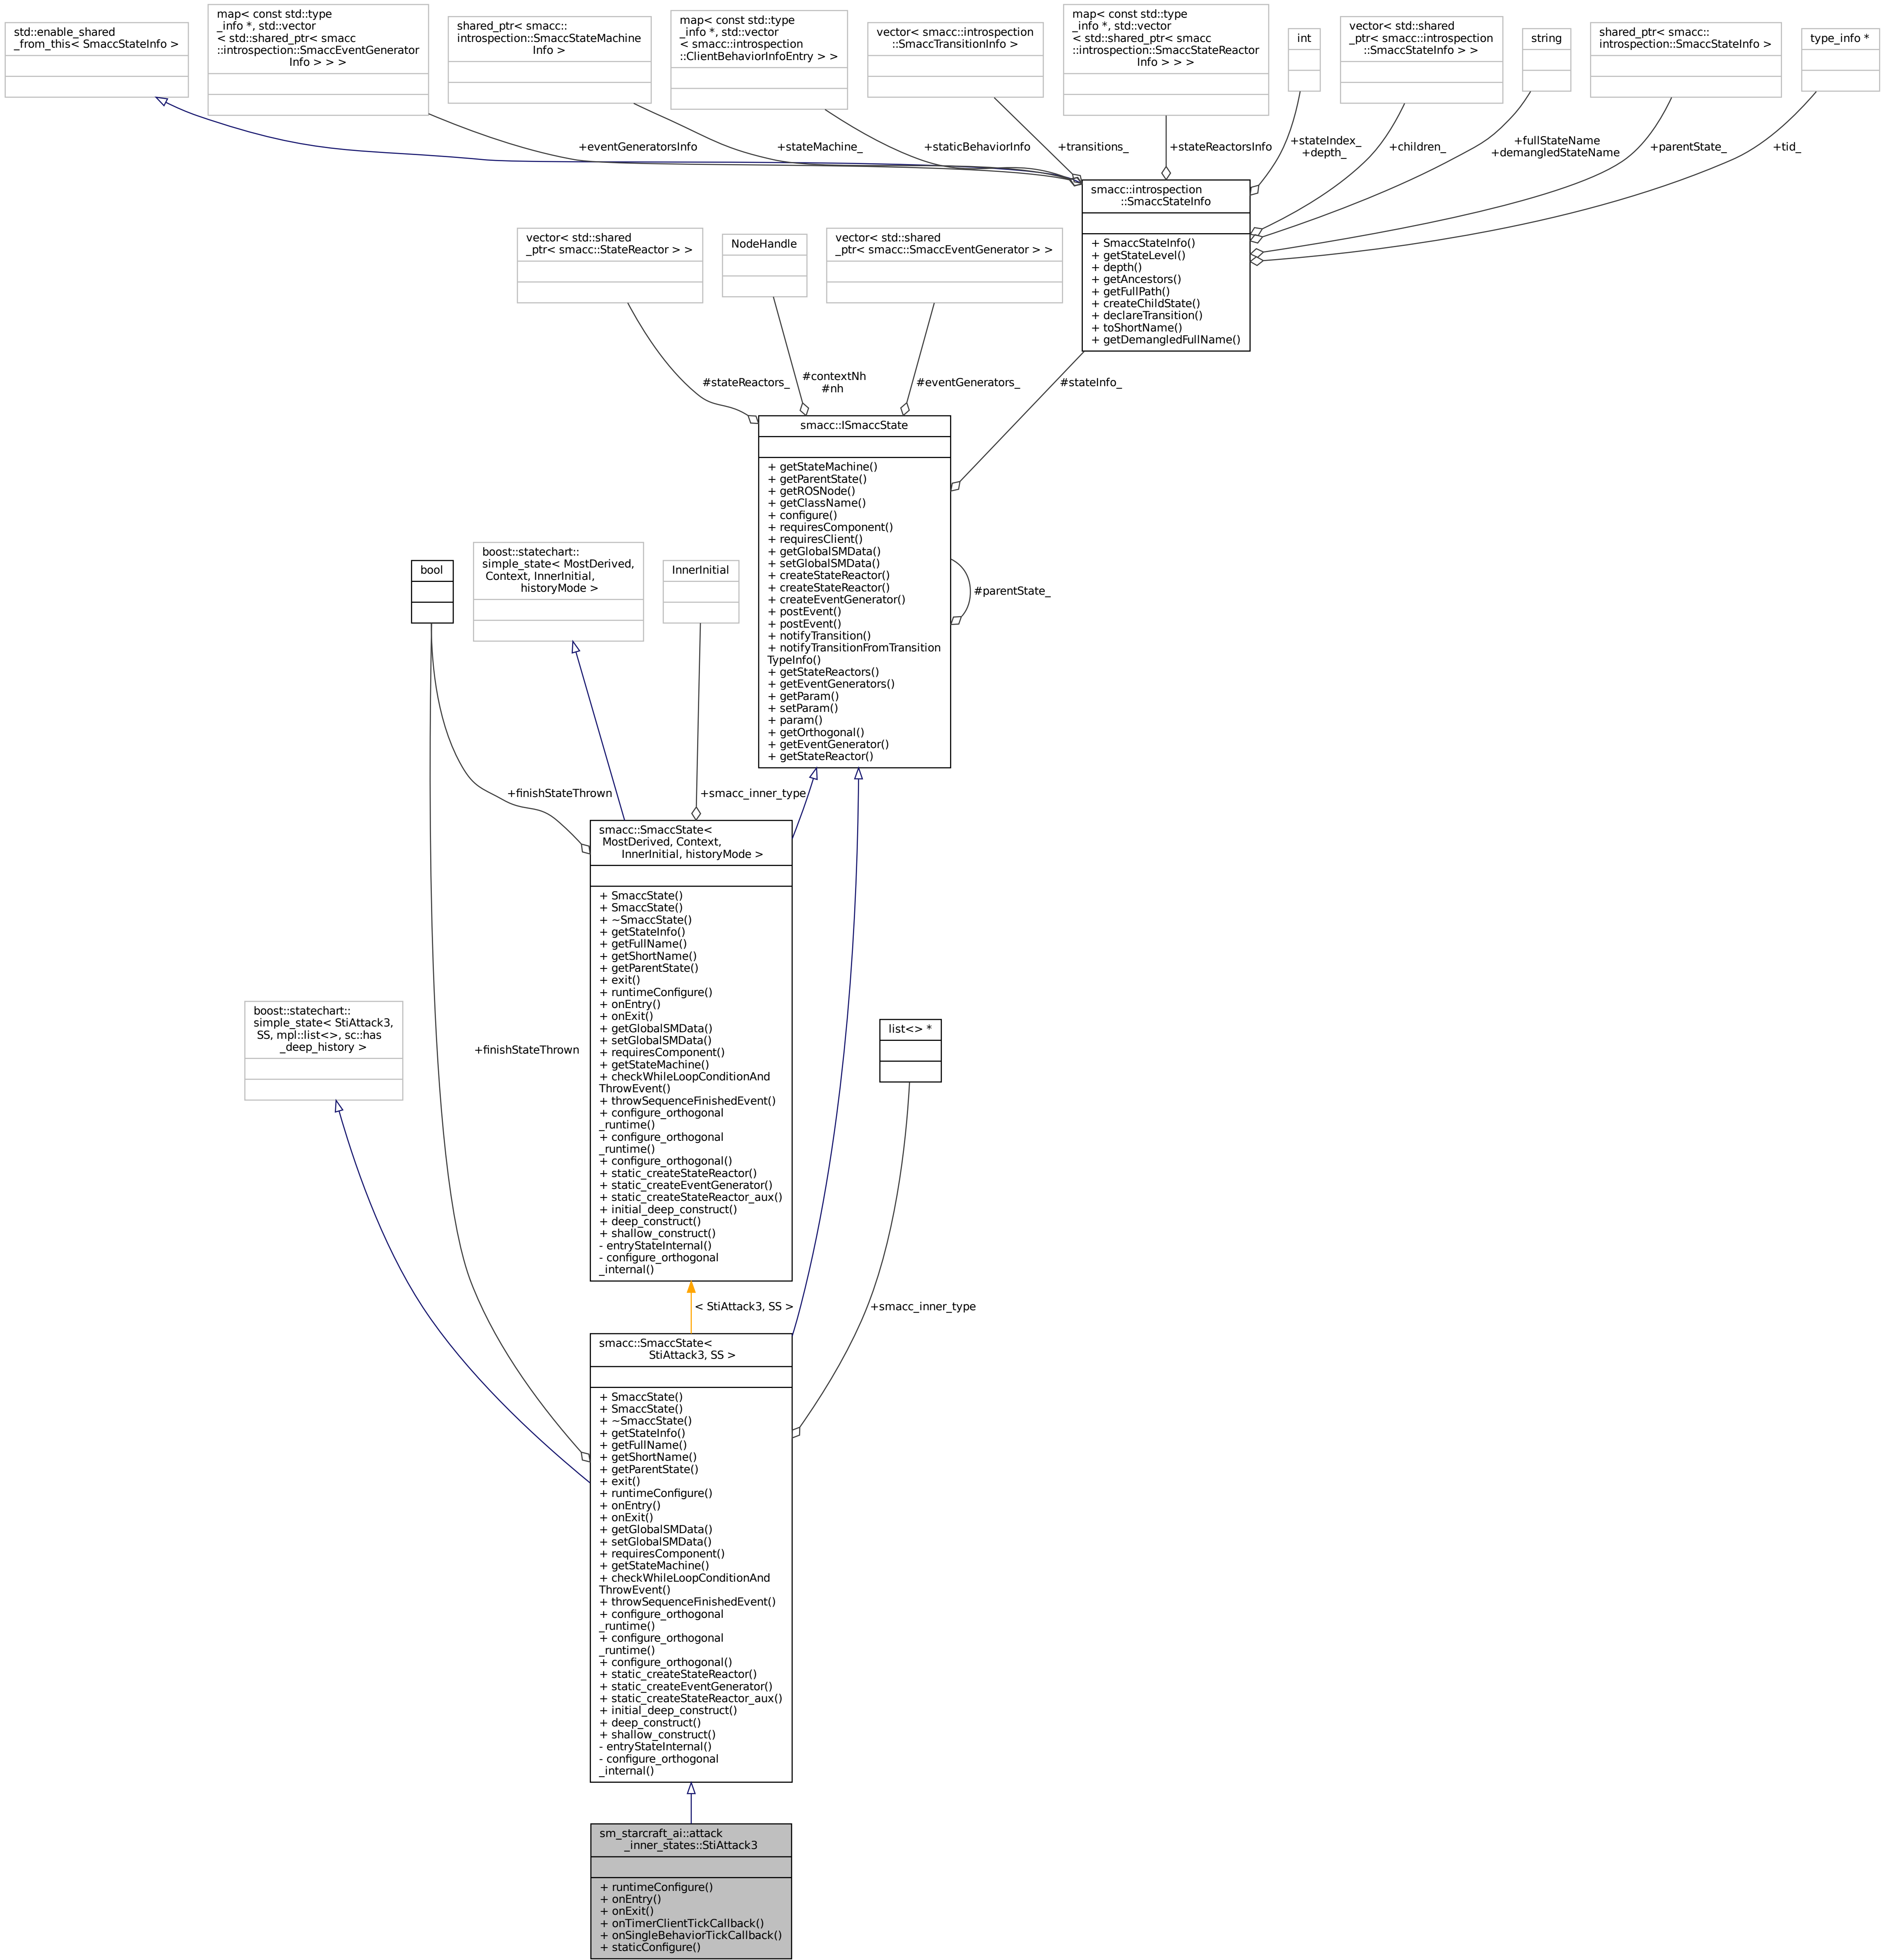 std::enable_shared
_from_this< SmaccStateInfo >
map< const std::type
_info *, std::vector
< std::shared_ptr< smacc
::introspection::SmaccEventGenerator
Info > > >
shared_ptr< smacc::
introspection::SmaccStateMachine
Info >
map< const std::type
_info *, std::vector
< smacc::introspection
::ClientBehaviorInfoEntry > >
vector< smacc::introspection
::SmaccTransitionInfo >
map< const std::type
_info *, std::vector
< std::shared_ptr< smacc
::introspection::SmaccStateReactor
Info > > >
int
vector< std::shared
_ptr< smacc::introspection
::SmaccStateInfo > >
string
shared_ptr< smacc::
introspection::SmaccStateInfo >
type_info *
+eventGeneratorsInfo
+stateMachine_
+staticBehaviorInfo
+transitions_
+stateReactorsInfo
+stateIndex_
+depth_
+children_
+fullStateName
+demangledStateName
+parentState_
+tid_
smacc::introspection
::SmaccStateInfo
+ SmaccStateInfo()
+ getStateLevel()
+ depth()
+ getAncestors()
+ getFullPath()
+ createChildState()
+ declareTransition()
+ toShortName()
+ getDemangledFullName()
vector< std::shared
_ptr< smacc::StateReactor > >
NodeHandle
vector< std::shared
_ptr< smacc::SmaccEventGenerator > >
#stateReactors_
#contextNh
#nh
#eventGenerators_
#stateInfo_
smacc::ISmaccState
+ getStateMachine()
+ getParentState()
+ getROSNode()
+ getClassName()
+ configure()
+ requiresComponent()
+ requiresClient()
+ getGlobalSMData()
+ setGlobalSMData()
+ createStateReactor()
+ createStateReactor()
+ createEventGenerator()
+ postEvent()
+ postEvent()
+ notifyTransition()
+ notifyTransitionFromTransition
TypeInfo()
+ getStateReactors()
+ getEventGenerators()
+ getParam()
+ setParam()
+ param()
+ getOrthogonal()
+ getEventGenerator()
+ getStateReactor()
#parentState_
bool
boost::statechart::
simple_state< MostDerived,
Context, InnerInitial,
historyMode >
InnerInitial
+finishStateThrown
+smacc_inner_type
smacc::SmaccState<
MostDerived, Context,
InnerInitial, historyMode >
+ SmaccState()
+ SmaccState()
+ ~SmaccState()
+ getStateInfo()
+ getFullName()
+ getShortName()
+ getParentState()
+ exit()
+ runtimeConfigure()
+ onEntry()
+ onExit()
+ getGlobalSMData()
+ setGlobalSMData()
+ requiresComponent()
+ getStateMachine()
+ checkWhileLoopConditionAnd
ThrowEvent()
+ throwSequenceFinishedEvent()
+ configure_orthogonal
_runtime()
+ configure_orthogonal
_runtime()
+ configure_orthogonal()
+ static_createStateReactor()
+ static_createEventGenerator()
+ static_createStateReactor_aux()
+ initial_deep_construct()
+ deep_construct()
+ shallow_construct()
- entryStateInternal()
- configure_orthogonal
_internal()
boost::statechart::
simple_state< StiAttack3,
SS, mpl::list<>, sc::has
_deep_history >
+finishStateThrown
list<> *
< StiAttack3, SS >
+smacc_inner_type
smacc::SmaccState<
StiAttack3, SS >
+ SmaccState()
+ SmaccState()
+ ~SmaccState()
+ getStateInfo()
+ getFullName()
+ getShortName()
+ getParentState()
+ exit()
+ runtimeConfigure()
+ onEntry()
+ onExit()
+ getGlobalSMData()
+ setGlobalSMData()
+ requiresComponent()
+ getStateMachine()
+ checkWhileLoopConditionAnd
ThrowEvent()
+ throwSequenceFinishedEvent()
+ configure_orthogonal
_runtime()
+ configure_orthogonal
_runtime()
+ configure_orthogonal()
+ static_createStateReactor()
+ static_createEventGenerator()
+ static_createStateReactor_aux()
+ initial_deep_construct()
+ deep_construct()
+ shallow_construct()
- entryStateInternal()
- configure_orthogonal
_internal()
sm_starcraft_ai::attack
_inner_states::StiAttack3
+ runtimeConfigure()
+ onEntry()
+ onExit()
+ onTimerClientTickCallback()
+ onSingleBehaviorTickCallback()
+ staticConfigure()